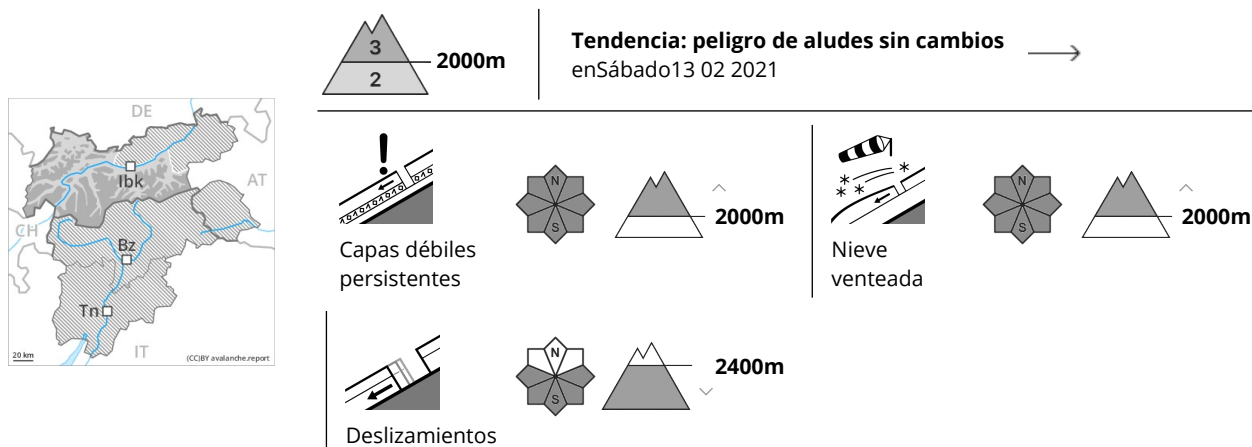 3
2
2000m
Tendencia: peligro de aludes sin cambios
enSábado13 02 2021
DE
Ibk
AT
CH
Bz
Tn
IT
20 km
(CC)BY avalanche.report
N
S
2000m
Capas débiles
persistentes
N
S
2000m
Nieve
venteada
N
S
2400m
Deslizamientos